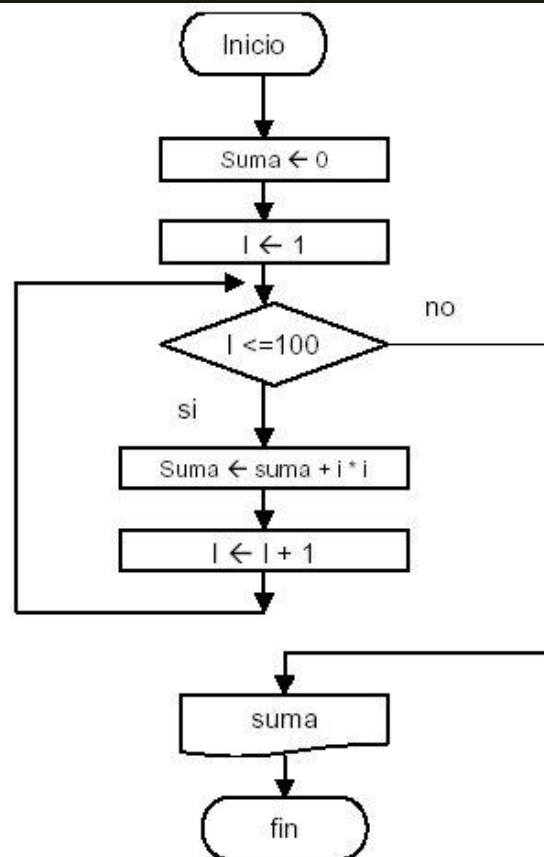 Inicio
Suma ← 0
I ← 1
I <=100
no
si
Suma ← suma + i * i
I ← I + 1
suma
fin